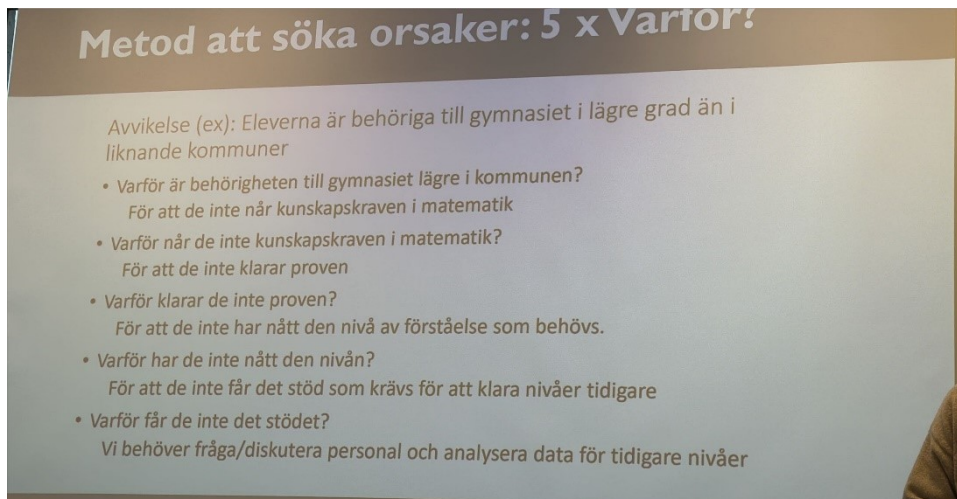 Metod att söka orsaker: 5 x Varför?
Avvikelse (ex): Eleverna är behöriga till gymnasiet i lägre grad än i
liknande kommuner
• Varför är behörigheten till gymnasiet lägre i kommunen?
För att de inte når kunskapskraven i matematik
• Varför når de inte kunskapskraven i matematik?
För att de inte klarar proven
• Varför klarar de inte proven?
För att de inte har nått den nivå av förståelse som behövs.
• Varför har de inte nått den nivån?
För att de inte får det stöd som krävs för att klara nivåer tidigare
• Varför får de inte det stödet?
Vi behöver fråga/diskutera personal och analysera data för tidigare nivåer